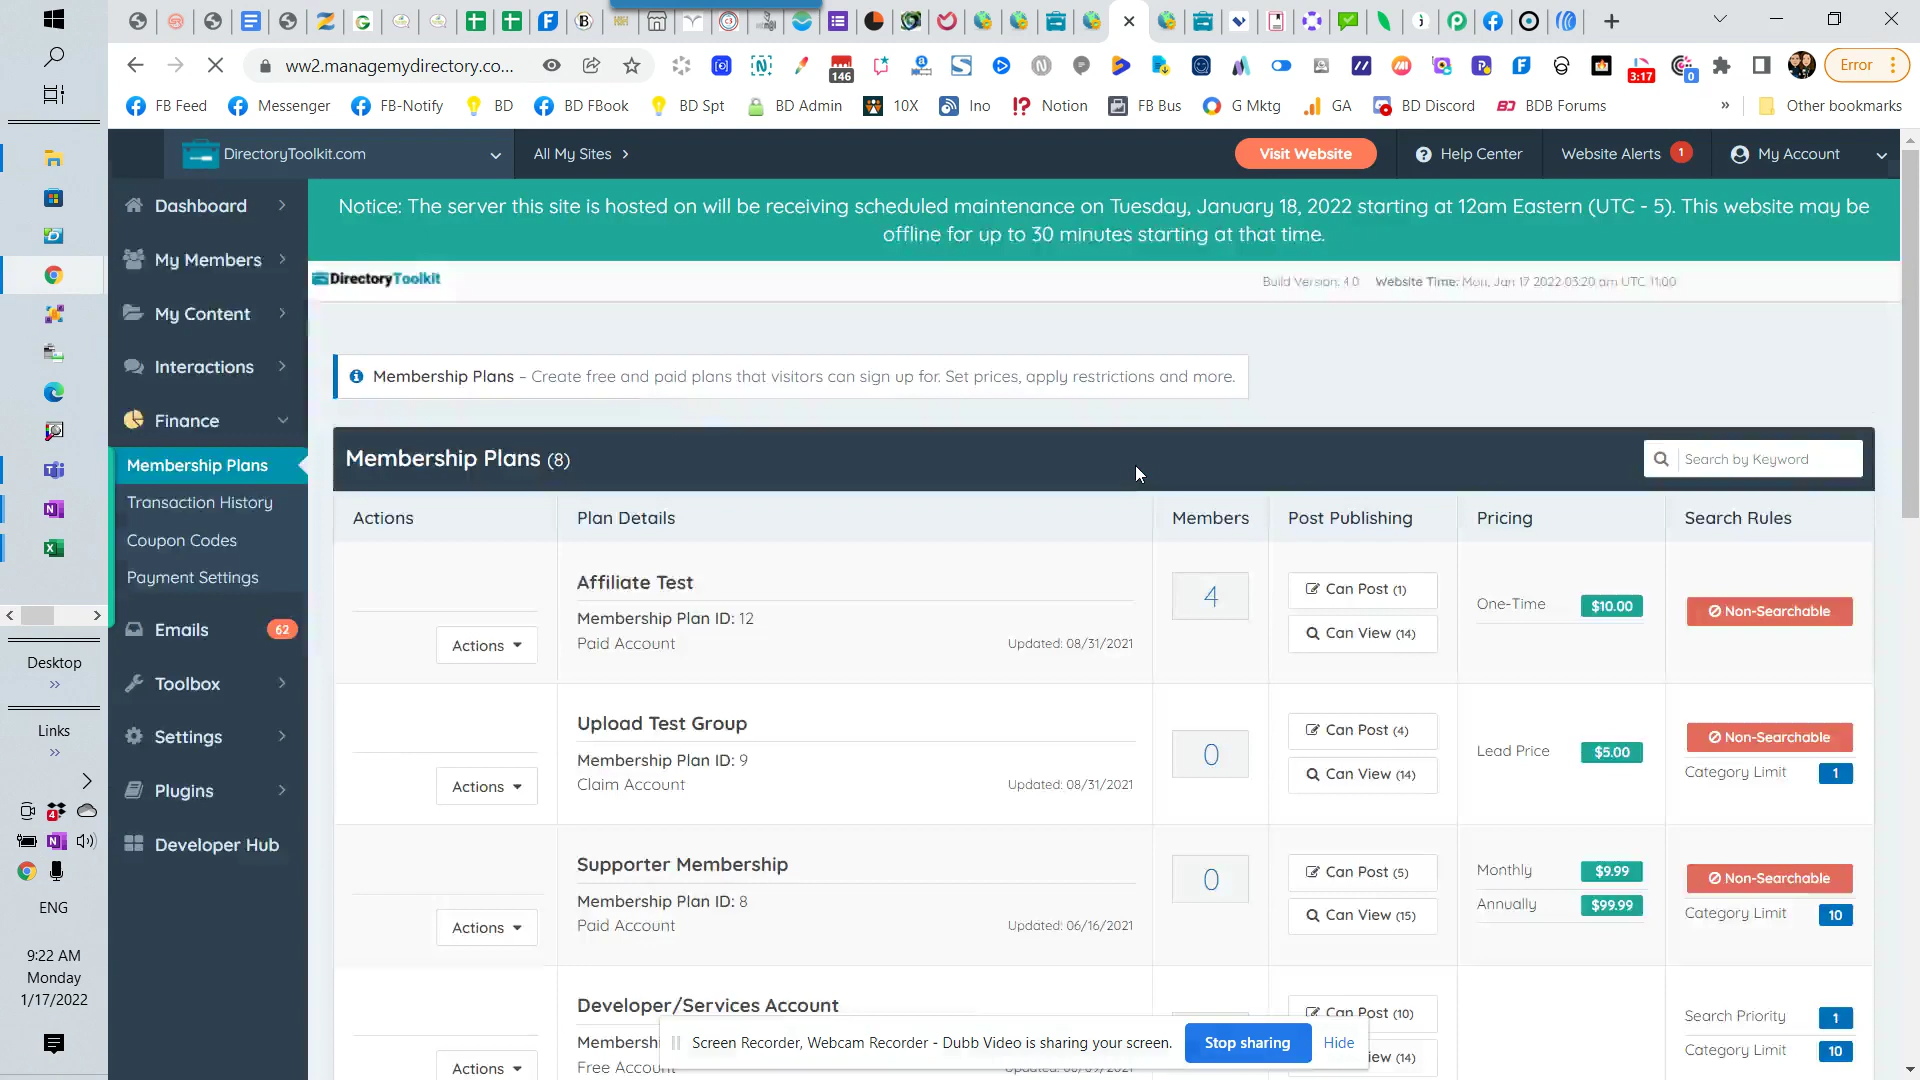 ww2.managemydirectory.co...
146
3:17
0
Error
FB Feed
Messenger
FB-Notify
BD
BD FBook
BD Spt
BD Admin
10X
Ino
Notion
FB Bus
G Mktg
GA
BD Discord
BDB Forums
»
Other bookmarks
DirectoryToolkit.com
All My Sites
Visit Website
Help Center
Website Alerts 1
My Account
Notice: The server this site is hosted on will be receiving scheduled maintenance on Tuesday, January 18, 2022 starting at 12am Eastern (UTC - 5). This website may be
offline for up to 30 minutes starting at that time.
DirectoryToolkit
Build Version: 4.0 Website Time: Mon, Jan 17 2022 03:20 am UTC 11:00
Dashboard
My Members
My Content
Interactions
Finance
Membership Plans
Transaction History
Coupon Codes
Payment Settings
Emails 62
Toolbox
Settings
Plugins
Developer Hub
Membership Plans – Create free and paid plans that visitors can sign up for. Set prices, apply restrictions and more.
Membership Plans (8)
Search by Keyword
Actions
Plan Details
Members
Post Publishing
Pricing
Search Rules
Affiliate Test
Membership Plan ID: 12
Paid Account
Updated: 08/31/2021
Actions
4
Can Post (1)
Can View (14)
One-Time $10.00
Non-Searchable
Upload Test Group
Membership Plan ID: 9
Claim Account
Updated: 08/31/2021
Actions
0
Can Post (4)
Can View (14)
Lead Price $5.00
Non-Searchable
Category Limit 1
Supporter Membership
Membership Plan ID: 8
Paid Account
Updated: 06/16/2021
Actions
0
Can Post (5)
Can View (15)
Monthly $9.99
Annually $99.99
Non-Searchable
Category Limit 10
Developer/Services Account
Membersh
Free Account
Actions
Can Post (10)
iew (14)
Search Priority 1
Category Limit 10
Screen Recorder, Webcam Recorder - Dubb Video is sharing your screen.
Stop sharing
Hide
Desktop
»
Links
»
4
ENG
9:22 AM
Monday
1/17/2022